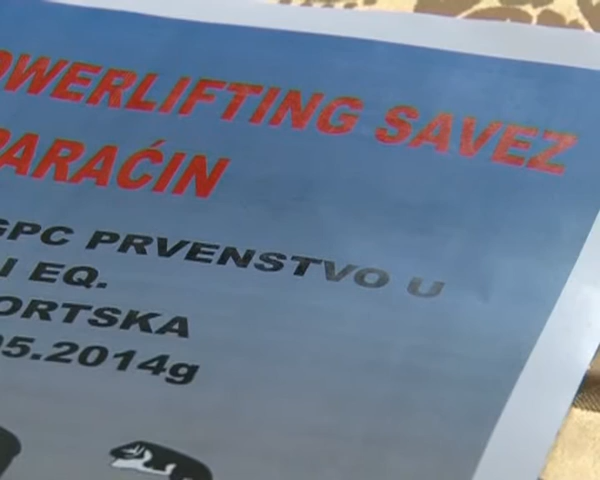 OWERLIFTING SAVEZ
PARAĆIN
GPC PRVENSTVO U
I EQ.
ORTSKA
05.2014g